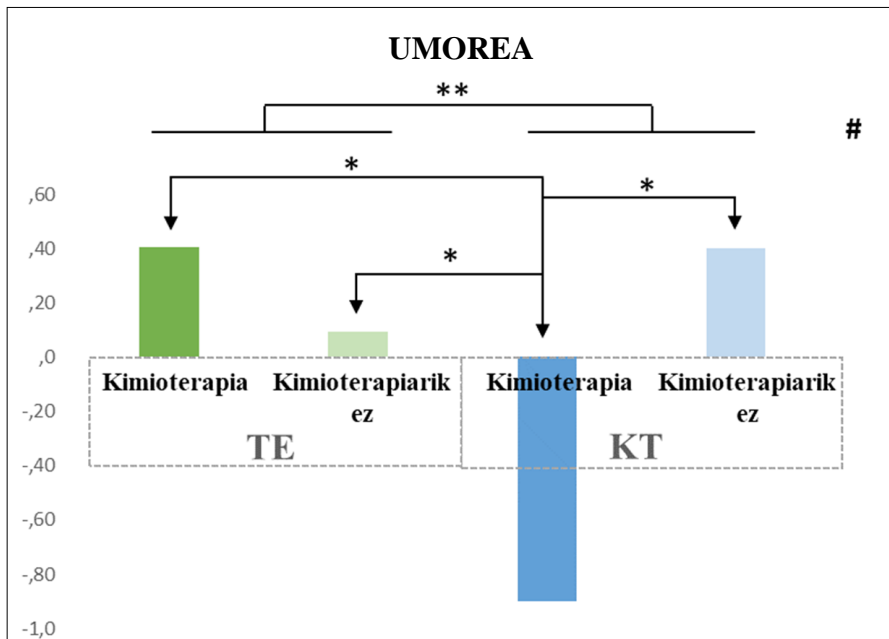 UMOREA
**
#
*
*
*
,60
,40
,20
,0
-,20
-,40
-,60
-,80
-1,0
Kimioterapia
Kimioterapiarik
ez
Kimioterapia
Kimioterapiarik
ez
TE
KT